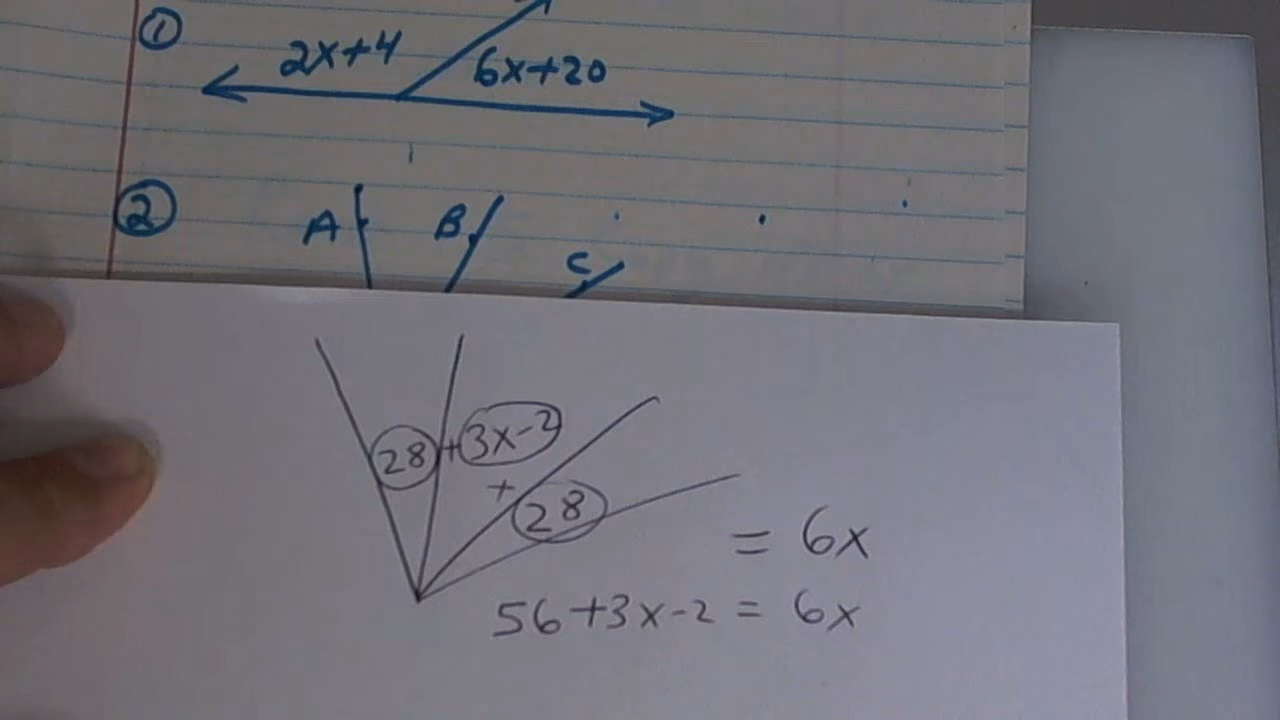 ①
2x+4
6x+20
②
A
B
C
28 + 3x-2
+ 28
= 6x
56+3x-2 = 6x